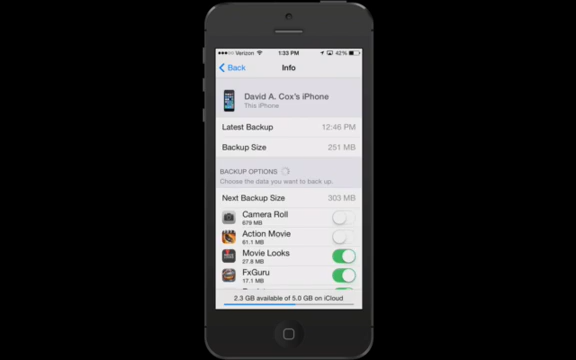 Verizon 1:33 PM 42%
Back Info
David A. Cox's iPhone
This iPhone
Latest Backup 12:46 PM
Backup Size 251 MB
BACKUP OPTIONS
Choose the data you want to back up.
Next Backup Size 303 MB
Camera Roll
679 MB
Action Movie
61.1 MB
Movie Looks
27.8 MB
FxGuru
17.1 MB
2.3 GB available of 5.0 GB on iCloud